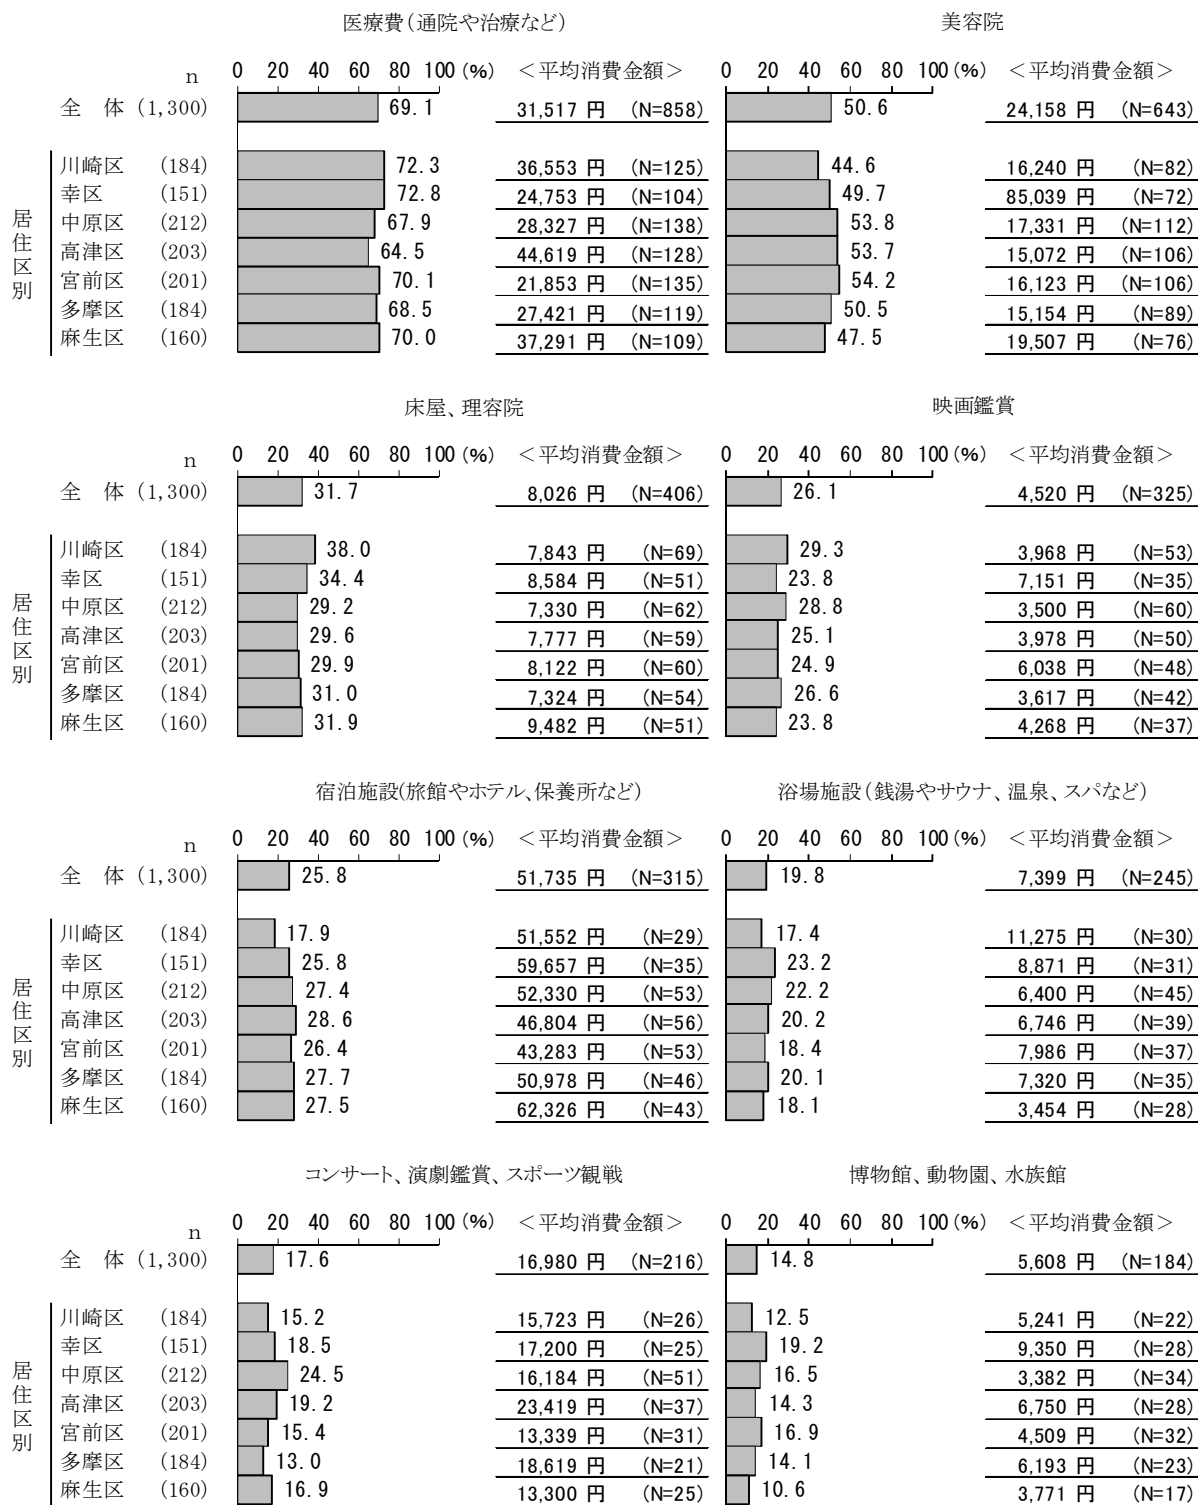 医療費（通院や治療など）
n 0 20 40 60 80 100 (%) ＜平均消費金額＞
全　体 (1,300) 69.1 31,517 円 (N=858)
居住区別
川崎区 (184) 72.3 36,553 円 (N=125)
幸区 (151) 72.8 24,753 円 (N=104)
中原区 (212) 67.9 28,327 円 (N=138)
高津区 (203) 64.5 44,619 円 (N=128)
宮前区 (201) 70.1 21,853 円 (N=135)
多摩区 (184) 68.5 27,421 円 (N=119)
麻生区 (160) 70.0 37,291 円 (N=109)
美容院
0 20 40 60 80 100 (%) ＜平均消費金額＞
50.6 24,158 円 (N=643)
44.6 16,240 円 (N=82)
49.7 85,039 円 (N=72)
53.8 17,331 円 (N=112)
53.7 15,072 円 (N=106)
54.2 16,123 円 (N=106)
50.5 15,154 円 (N=89)
47.5 19,507 円 (N=76)
床屋、理容院
n 0 20 40 60 80 100 (%) ＜平均消費金額＞
全　体 (1,300) 31.7 8,026 円 (N=406)
居住区別
川崎区 (184) 38.0 7,843 円 (N=69)
幸区 (151) 34.4 8,584 円 (N=51)
中原区 (212) 29.2 7,330 円 (N=62)
高津区 (203) 29.6 7,777 円 (N=59)
宮前区 (201) 29.9 8,122 円 (N=60)
多摩区 (184) 31.0 7,324 円 (N=54)
麻生区 (160) 31.9 9,482 円 (N=51)
映画鑑賞
0 20 40 60 80 100 (%) ＜平均消費金額＞
26.1 4,520 円 (N=325)
29.3 3,968 円 (N=53)
23.8 7,151 円 (N=35)
28.8 3,500 円 (N=60)
25.1 3,978 円 (N=50)
24.9 6,038 円 (N=48)
26.6 3,617 円 (N=42)
23.8 4,268 円 (N=37)
宿泊施設(旅館やホテル、保養所など)
n 0 20 40 60 80 100 (%) ＜平均消費金額＞
全　体 (1,300) 25.8 51,735 円 (N=315)
居住区別
川崎区 (184) 17.9 51,552 円 (N=29)
幸区 (151) 25.8 59,657 円 (N=35)
中原区 (212) 27.4 52,330 円 (N=53)
高津区 (203) 28.6 46,804 円 (N=56)
宮前区 (201) 26.4 43,283 円 (N=53)
多摩区 (184) 27.7 50,978 円 (N=46)
麻生区 (160) 27.5 62,326 円 (N=43)
浴場施設（銭湯やサウナ、温泉、スパなど）
0 20 40 60 80 100 (%) ＜平均消費金額＞
19.8 7,399 円 (N=245)
17.4 11,275 円 (N=30)
23.2 8,871 円 (N=31)
22.2 6,400 円 (N=45)
20.2 6,746 円 (N=39)
18.4 7,986 円 (N=37)
20.1 7,320 円 (N=35)
18.1 3,454 円 (N=28)
コンサート、演劇鑑賞、スポーツ観戦
n 0 20 40 60 80 100 (%) ＜平均消費金額＞
全　体 (1,300) 17.6 16,980 円 (N=216)
居住区別
川崎区 (184) 15.2 15,723 円 (N=26)
幸区 (151) 18.5 17,200 円 (N=25)
中原区 (212) 24.5 16,184 円 (N=51)
高津区 (203) 19.2 23,419 円 (N=37)
宮前区 (201) 15.4 13,339 円 (N=31)
多摩区 (184) 13.0 18,619 円 (N=21)
麻生区 (160) 16.9 13,300 円 (N=25)
博物館、動物園、水族館
0 20 40 60 80 100 (%) ＜平均消費金額＞
14.8 5,608 円 (N=184)
12.5 5,241 円 (N=22)
19.2 9,350 円 (N=28)
16.5 3,382 円 (N=34)
14.3 6,750 円 (N=28)
16.9 4,509 円 (N=32)
14.1 6,193 円 (N=23)
10.6 3,771 円 (N=17)